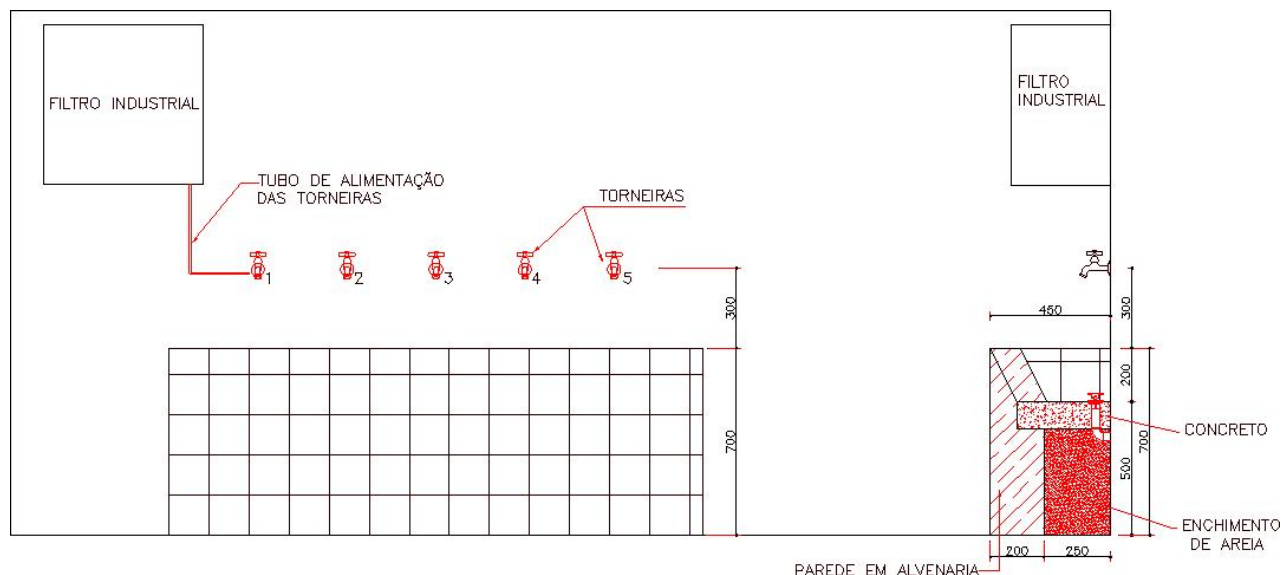 FILTRO INDUSTRIAL
FILTRO
INDUSTRIAL
TUBO DE ALIMENTAÇÃO
DAS TORNEIRAS
TORNEIRAS
1
2
3
4
5
300
700
450
300
200
500
700
CONCRETO
ENCHIMENTO
DE AREIA
200
250
PAREDE EM ALVENARIA